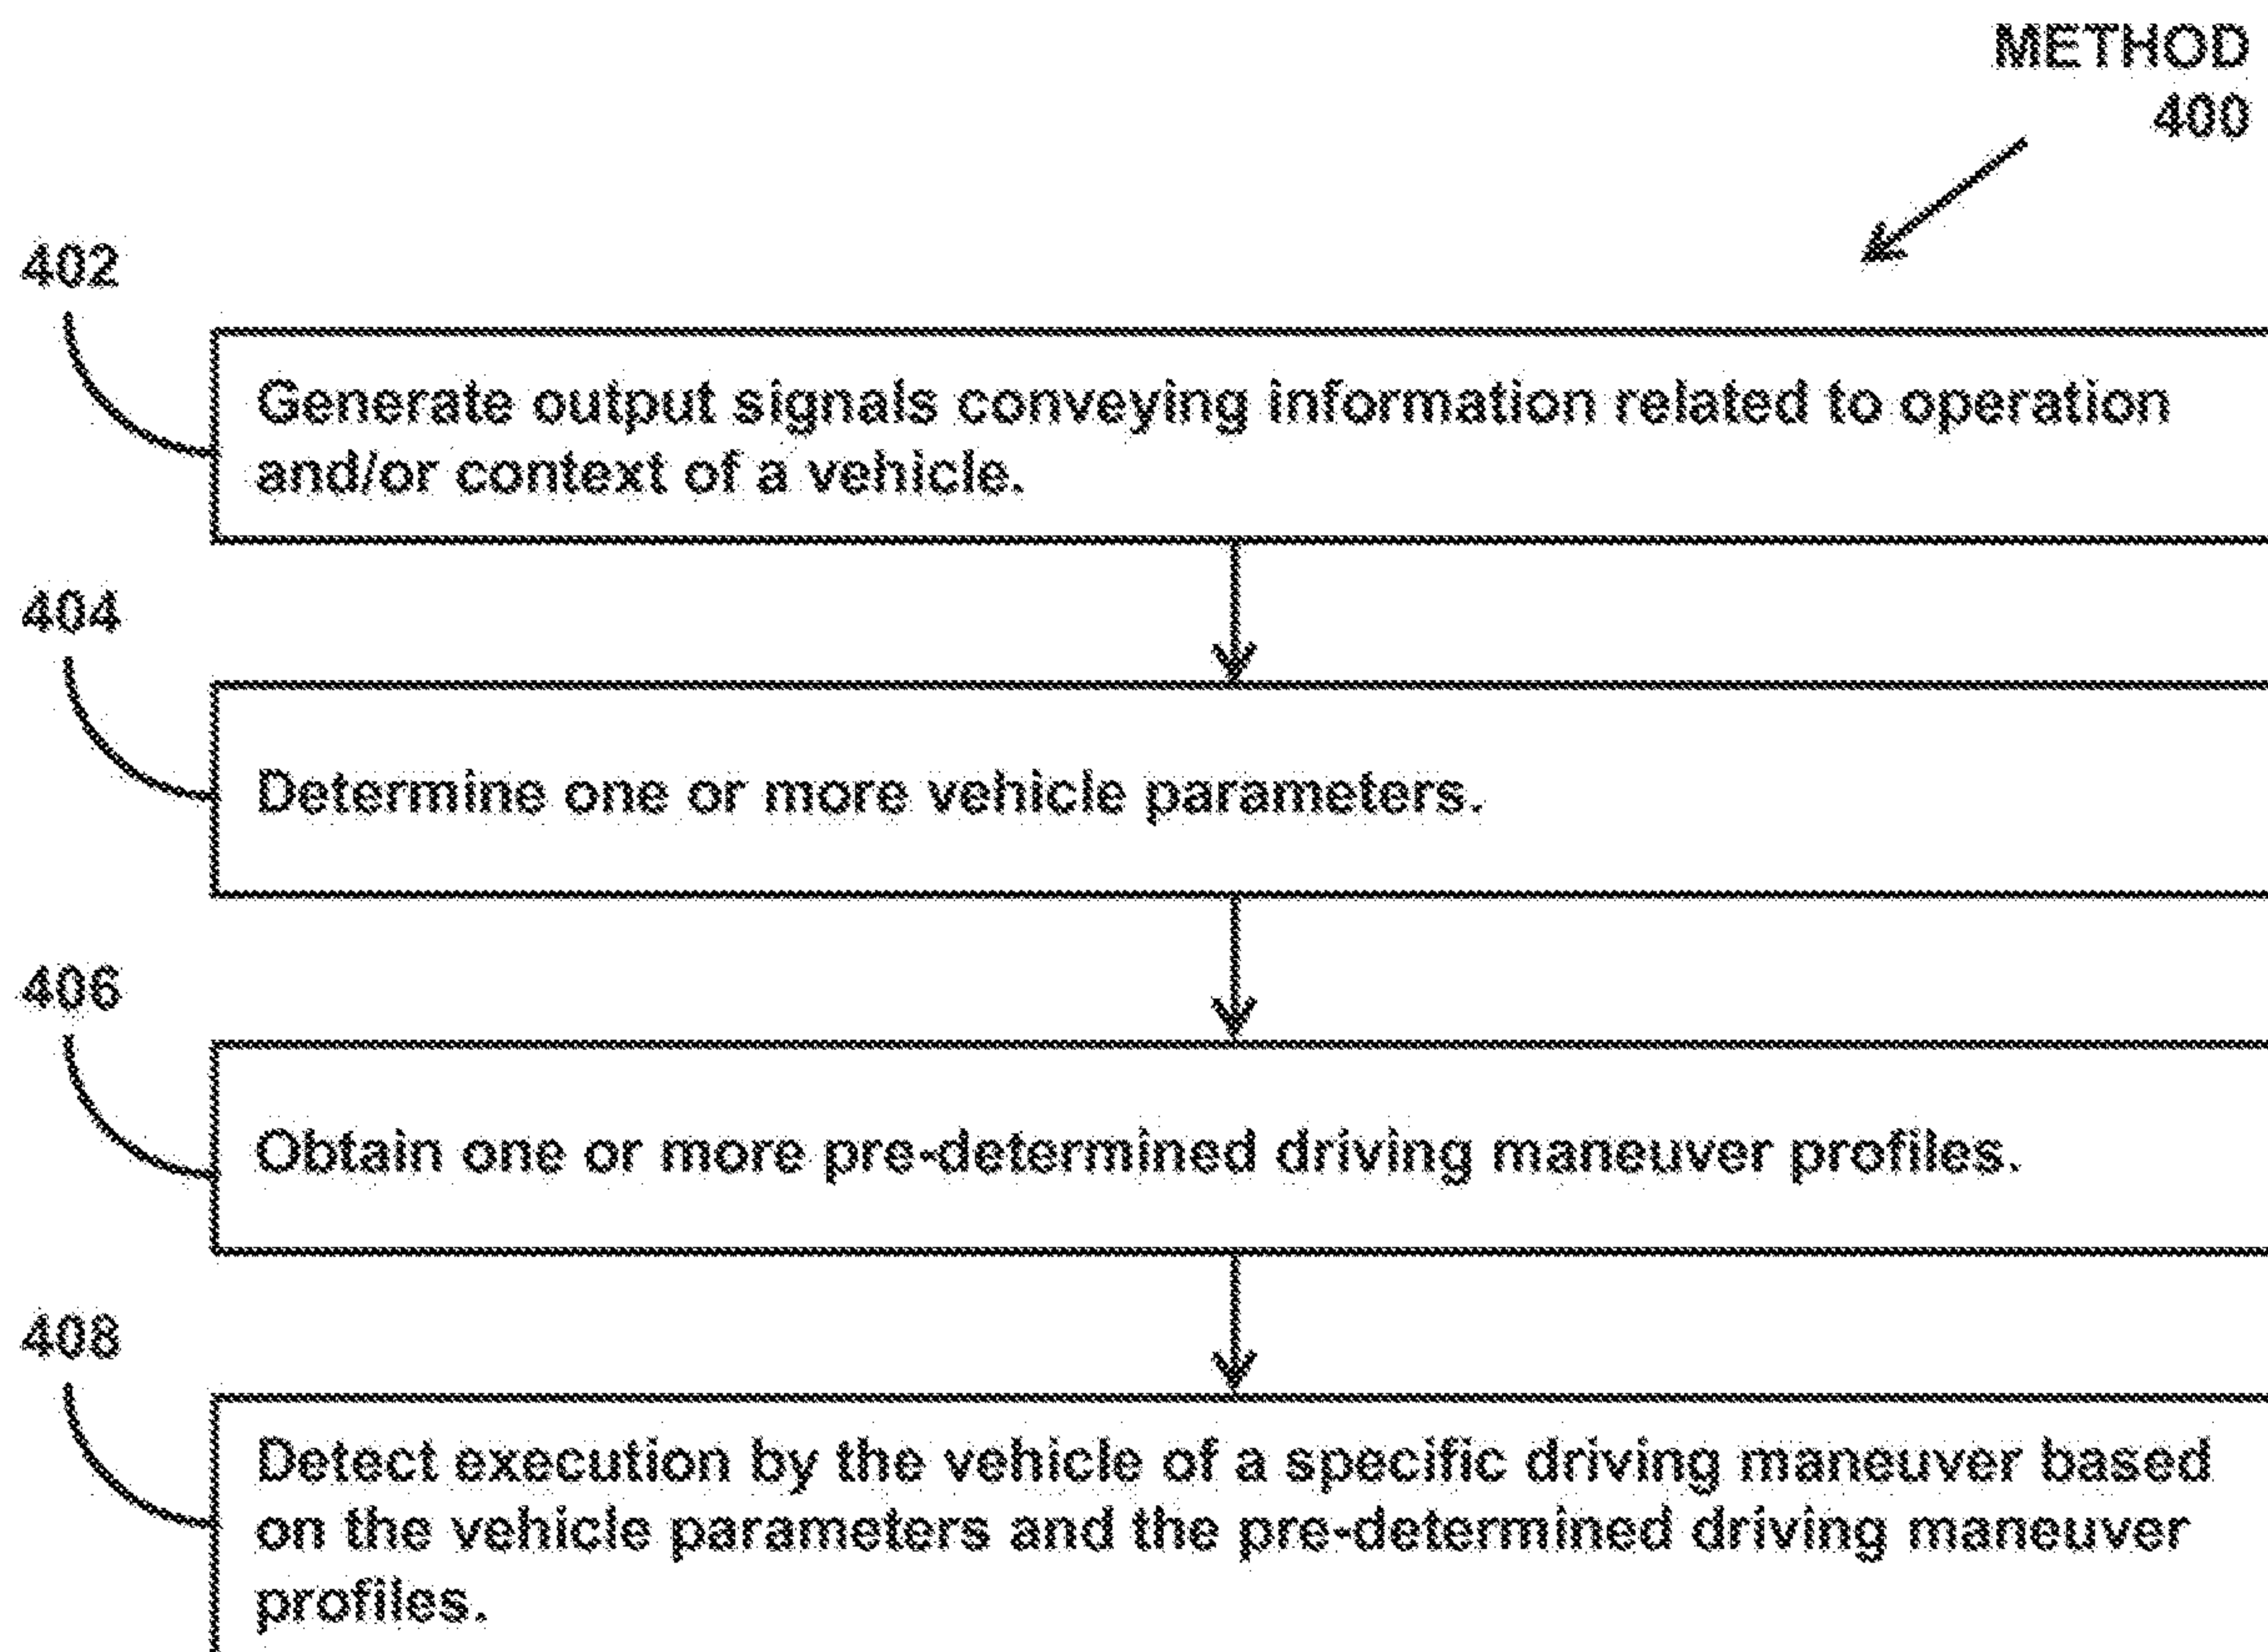 METHOD
400
402
Generate output signals conveying information related to operation
and/or context of a vehicle.
404
Determine one or more vehicle parameters.
406
Obtain one or more pre-determined driving maneuver profiles.
408
Detect execution by the vehicle of a specific driving maneuver based
on the vehicle parameters and the pre-determined driving maneuver
profiles.